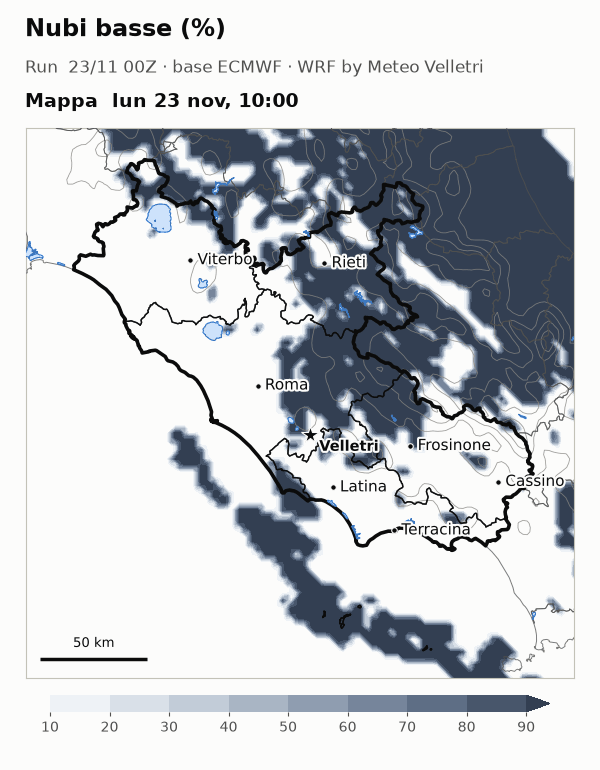 Nubi basse (%)
Run  23/11 00Z · base ECMWF · WRF by Meteo Velletri
Mappa  lun 23 nov, 10:00
Viterbo
Rieti
Roma
Velletri
Frosinone
Latina
Cassino
Terracina
50 km
10 20 30 40 50 60 70 80 90